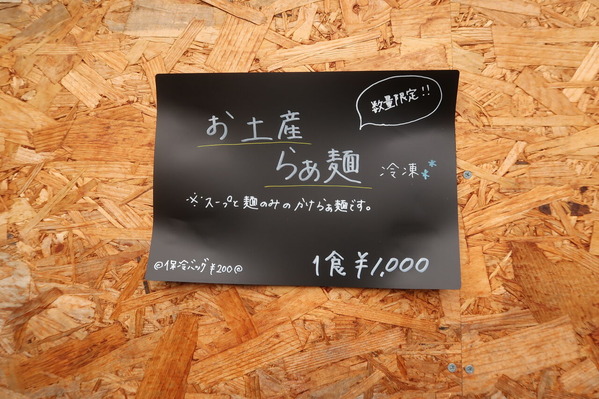 数量限定!!
お土産
らぁ麺 冷凍
※スープと麺のみのかけらぁ麺です。
◎保冷バッグ¥200◎
1食¥1,000